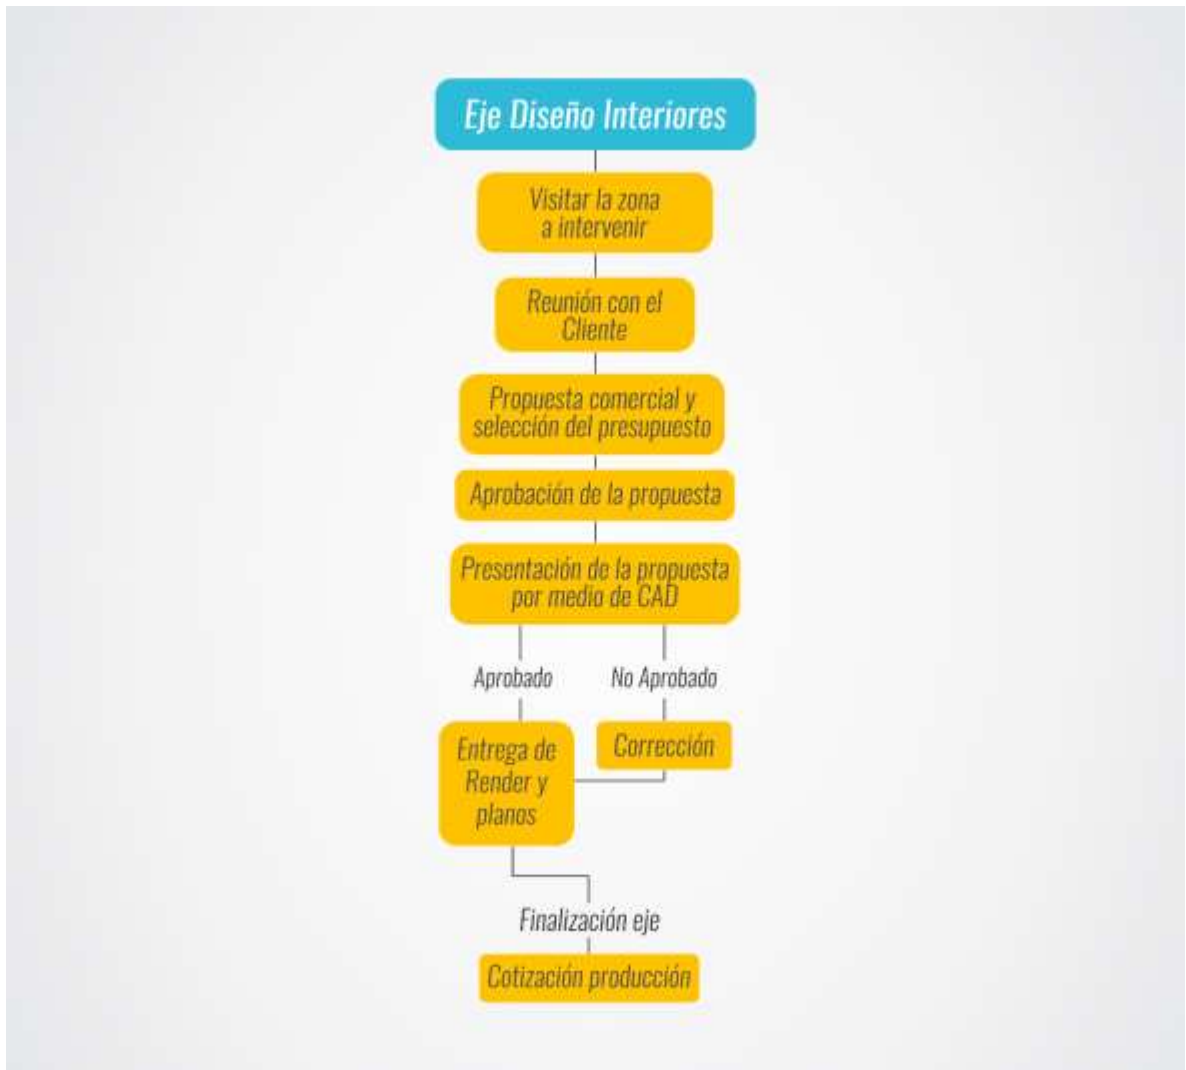 Eje Diseño Interiores
Visitar la zona
a intervenir
Reunión con el
Cliente
Propuesta comercial y
selección del presupuesto
Aprobación de la propuesta
Presentación de la propuesta
por medio de CAD
Aprobado
No Aprobado
Entrega de
Render y
planos
Corrección
Finalización eje
Cotización producción